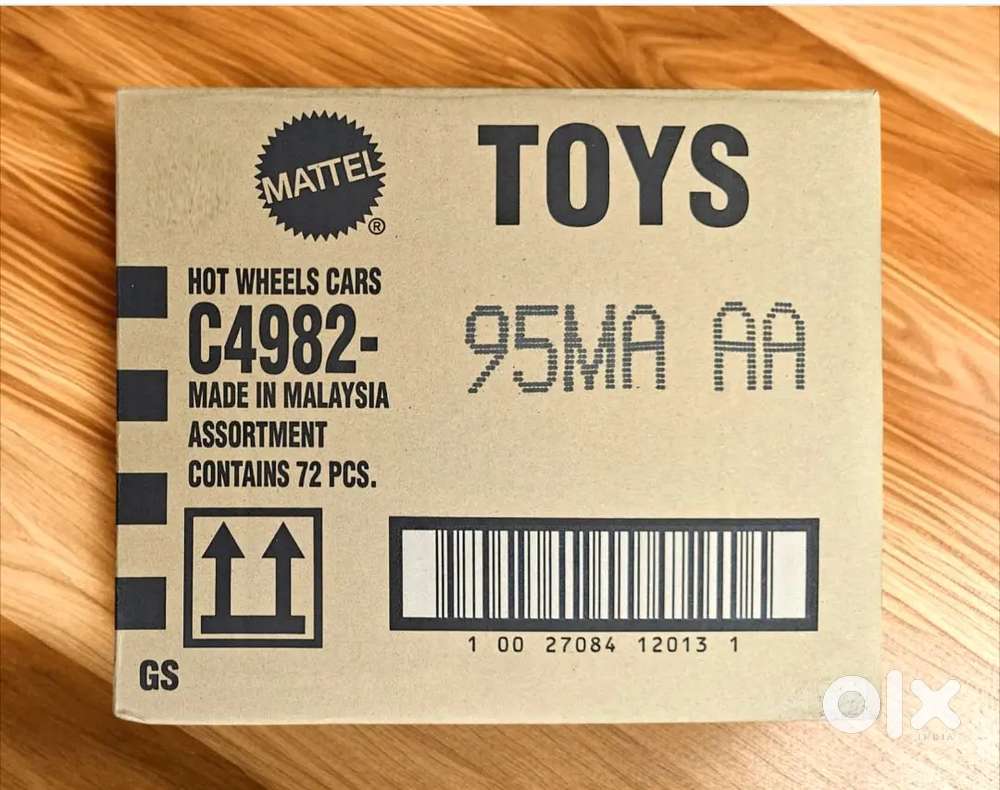 MATTEL®
TOYS
HOT WHEELS CARS
C4982-
95MA AA
MADE IN MALAYSIA
ASSORTMENT
CONTAINS 72 PCS.
1 00 27084 12013 1
GS
olx
INDIA